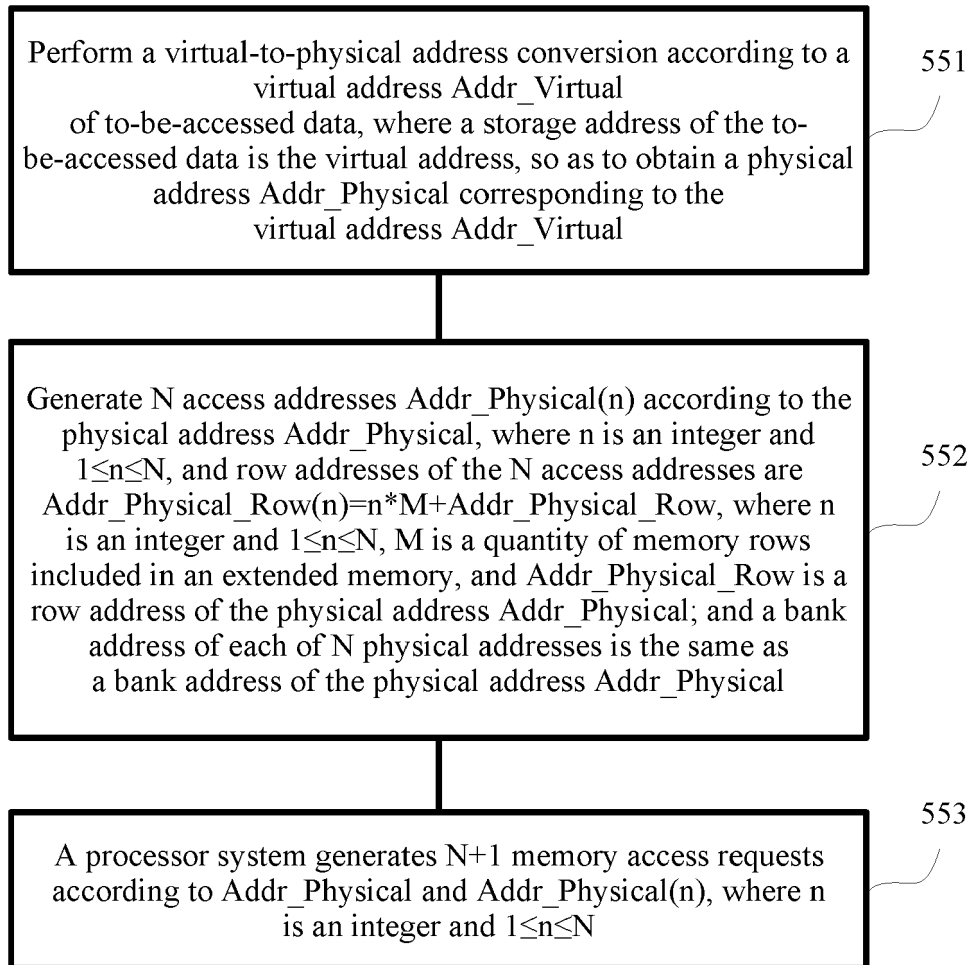 Perform a virtual-to-physical address conversion according to a
virtual address Addr_Virtual
of to-be-accessed data, where a storage address of the to-
be-accessed data is the virtual address, so as to obtain a physical
address Addr_Physical corresponding to the
virtual address Addr_Virtual
551
Generate N access addresses Addr_Physical(n) according to the
physical address Addr_Physical, where n is an integer and
1≤n≤N, and row addresses of the N access addresses are
Addr_Physical_Row(n)=n*M+Addr_Physical_Row, where n
is an integer and 1≤n≤N, M is a quantity of memory rows
included in an extended memory, and Addr_Physical_Row is a
row address of the physical address Addr_Physical; and a bank
address of each of N physical addresses is the same as
a bank address of the physical address Addr_Physical
552
A processor system generates N+1 memory access requests
according to Addr_Physical and Addr_Physical(n), where n
is an integer and 1≤n≤N
553